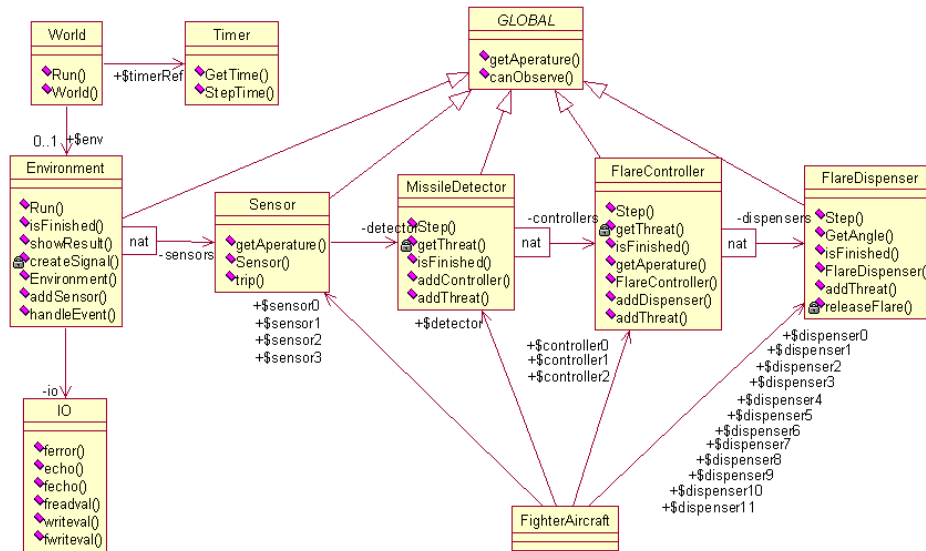 World
Run()
World()
+$timerRef
Timer
GetTime()
StepTime()
GLOBAL
getAperature()
canObserve()
0..1
+$env
Environment
Run()
isFinished()
showResult()
createSignal()
Environment()
addSensor()
handleEvent()
nat
-sensors
Sensor
getAperature()
Sensor()
trip()
-detector
MissileDetector
Step()
getThreat()
isFinished()
addController()
addThreat()
-controllers
nat
FlareController
Step()
getThreat()
isFinished()
getAperature()
FlareController()
addDispenser()
addThreat()
-dispensers
nat
FlareDispenser
Step()
GetAngle()
isFinished()
FlareDispenser()
addThreat()
releaseFlare()
+$sensor0
+$sensor1
+$sensor2
+$sensor3
+$detector
+$controller0
+$controller1
+$controller2
+$dispenser0
+$dispenser1
+$dispenser2
+$dispenser3
+$dispenser4
+$dispenser5
+$dispenser6
+$dispenser7
+$dispenser8
+$dispenser9
+$dispenser10
+$dispenser11
-io
IO
ferror()
echo()
fecho()
freadval()
writeval()
fwriteval()
FighterAircraft